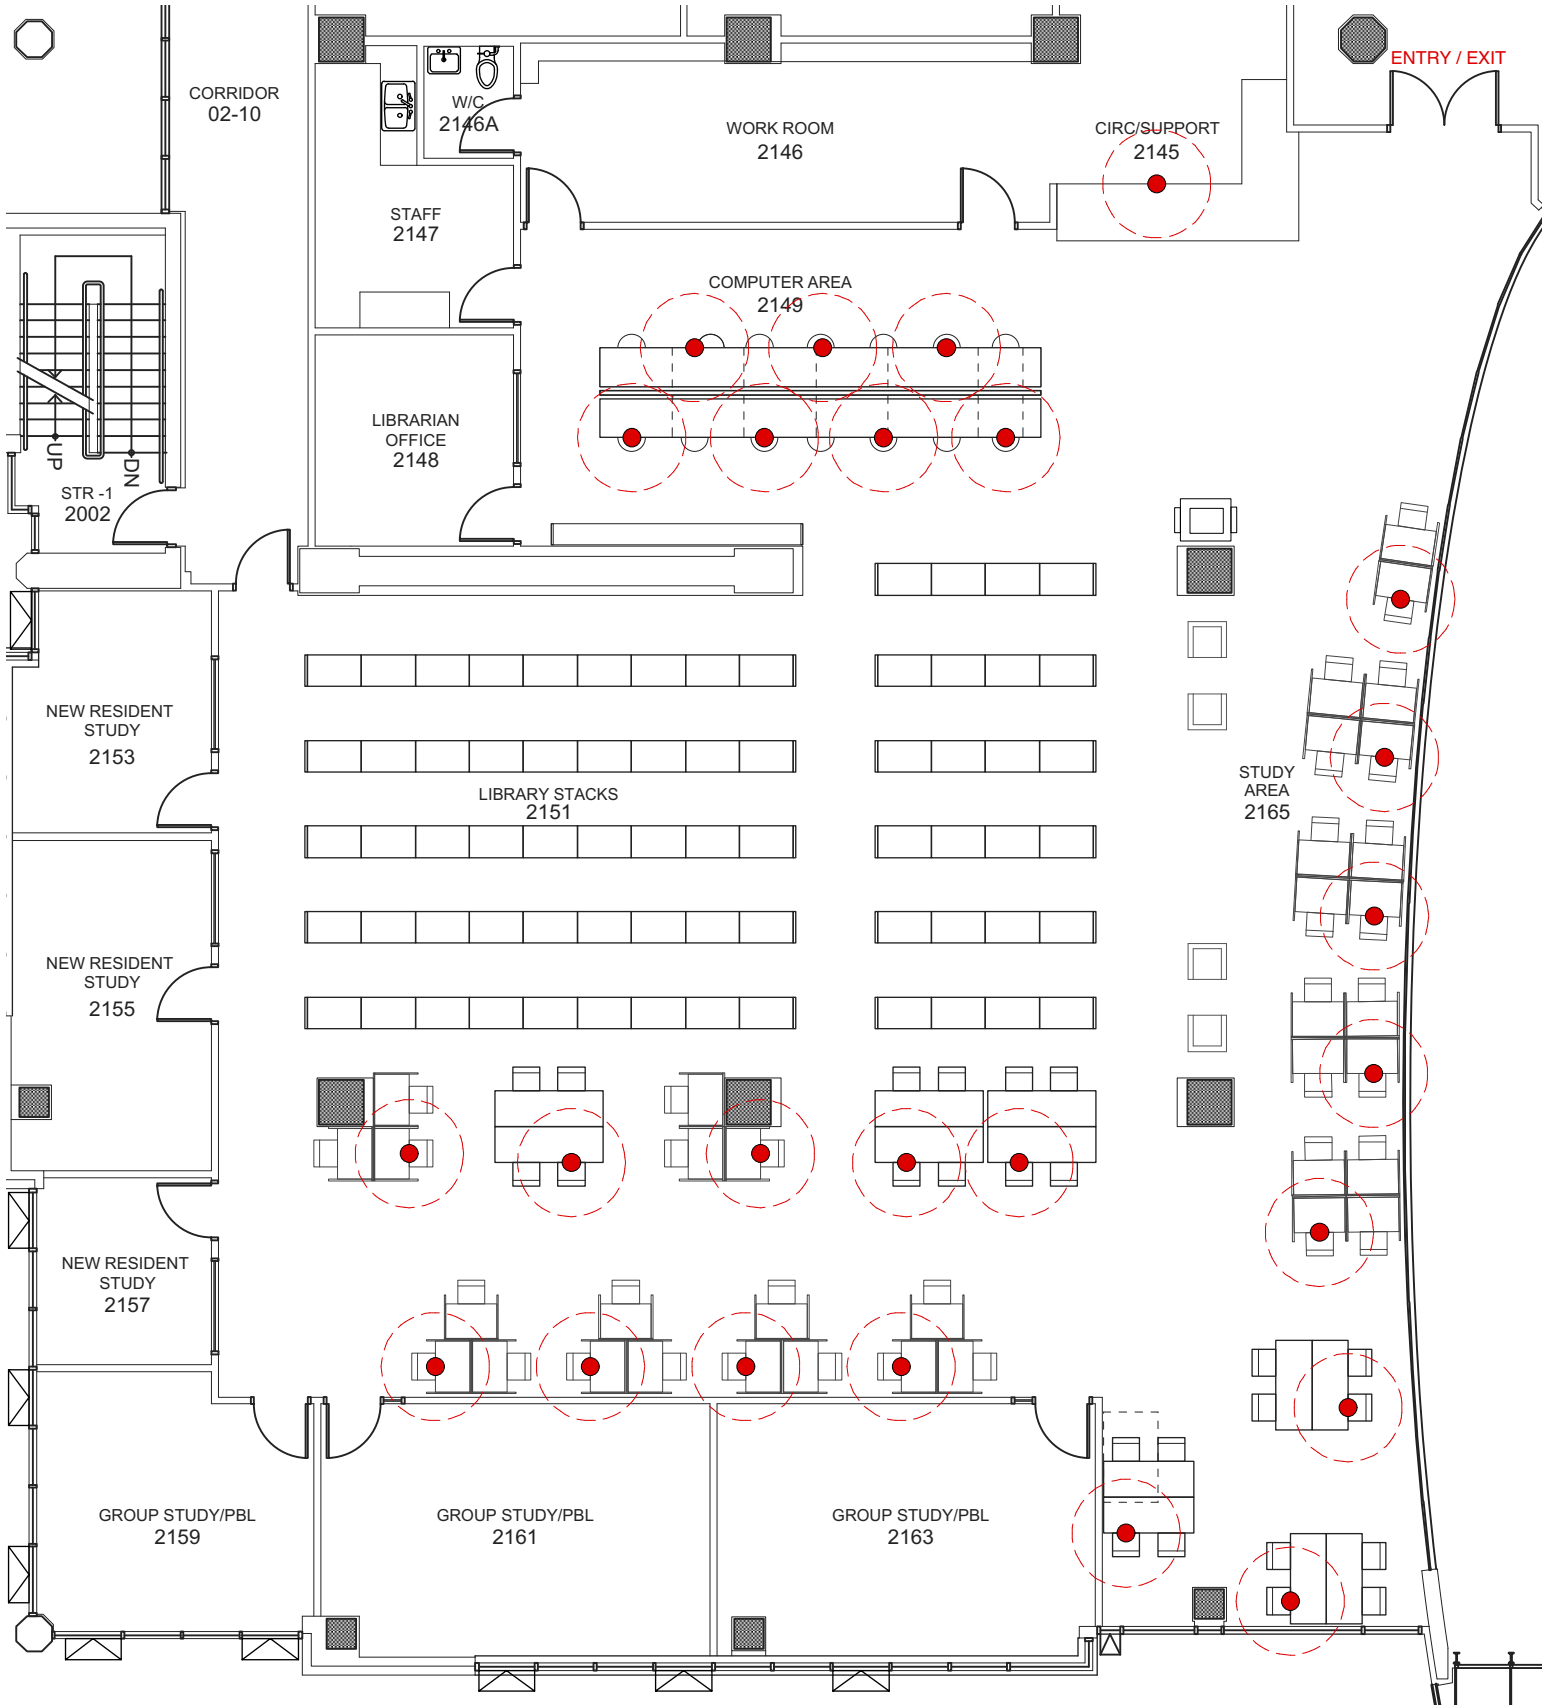 ENTRY / EXIT
CORRIDOR
02-10
W/C
2146A
WORK ROOM
2146
CIRC/SUPPORT
2145
STAFF
2147
COMPUTER AREA
2149
LIBRARIAN
OFFICE
2148
UP
DN
STR -1
2002
NEW RESIDENT
STUDY
2153
LIBRARY STACKS
2151
STUDY
AREA
2165
NEW RESIDENT
STUDY
2155
NEW RESIDENT
STUDY
2157
GROUP STUDY/PBL
2159
GROUP STUDY/PBL
2161
GROUP STUDY/PBL
2163